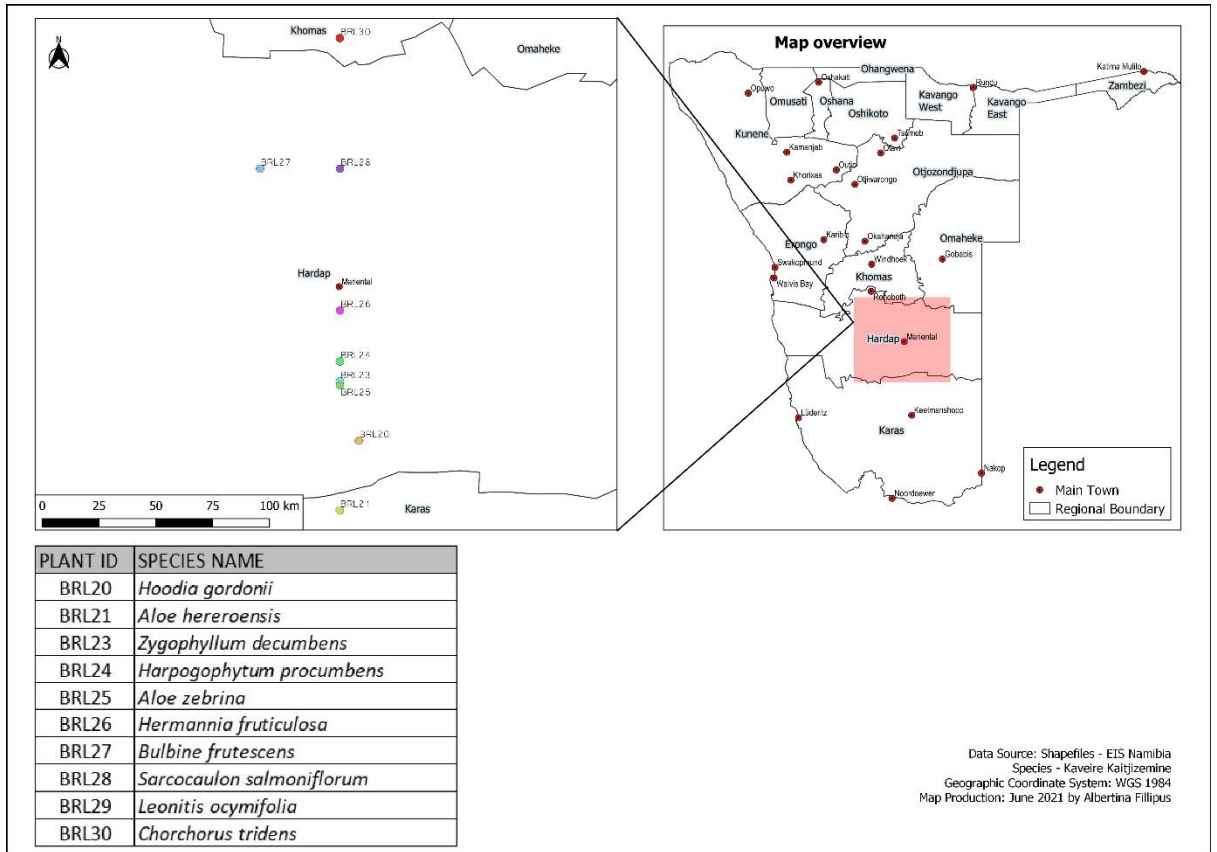 N
Khomas
BRL30
Omaheke
BRL27
BRL28
Hardap
Mariental
BRL26
BRL24
BRL23
BRL25
BRL20
BRL21
Karas
0 25 50 75 100 km
Map overview
Ohangwena
Katima Mulilo
Zambezi
Oshakati
Rundu
Opuwo
Omusati
Oshana
Oshikoto
Kavango
West
Kavango
East
Kunene
Tsumeb
Kamanjab
Otavi
Outjo
Khorixas
Otjiwarongo
Otjozondjupa
Karibib
Erongo
Okahandja
Omaheke
Swakopmund
Windhoek
Gobabis
Walvis Bay
Khomas
Rehoboth
Hardap
Mariental
Lüderitz
Keetmanshoop
Karas
Nakop
Noordoewer
Legend
Main Town
Regional Boundary
PLANT ID SPECIES NAME
BRL20 Hoodia gordonii
BRL21 Aloe hereroensis
BRL23 Zygophyllum decumbens
BRL24 Harpogophytum procumbens
BRL25 Aloe zebrina
BRL26 Hermannia fruticulosa
BRL27 Bulbine frutescens
BRL28 Sarcocaulon salmoniflorum
BRL29 Leonitis ocymifolia
BRL30 Chorchorus tridens
Data Source: Shapefiles - EIS Namibia
Species - Kaveire Kaitjizemine
Geographic Coordinate System: WGS 1984
Map Production: June 2021 by Albertina Fillipus